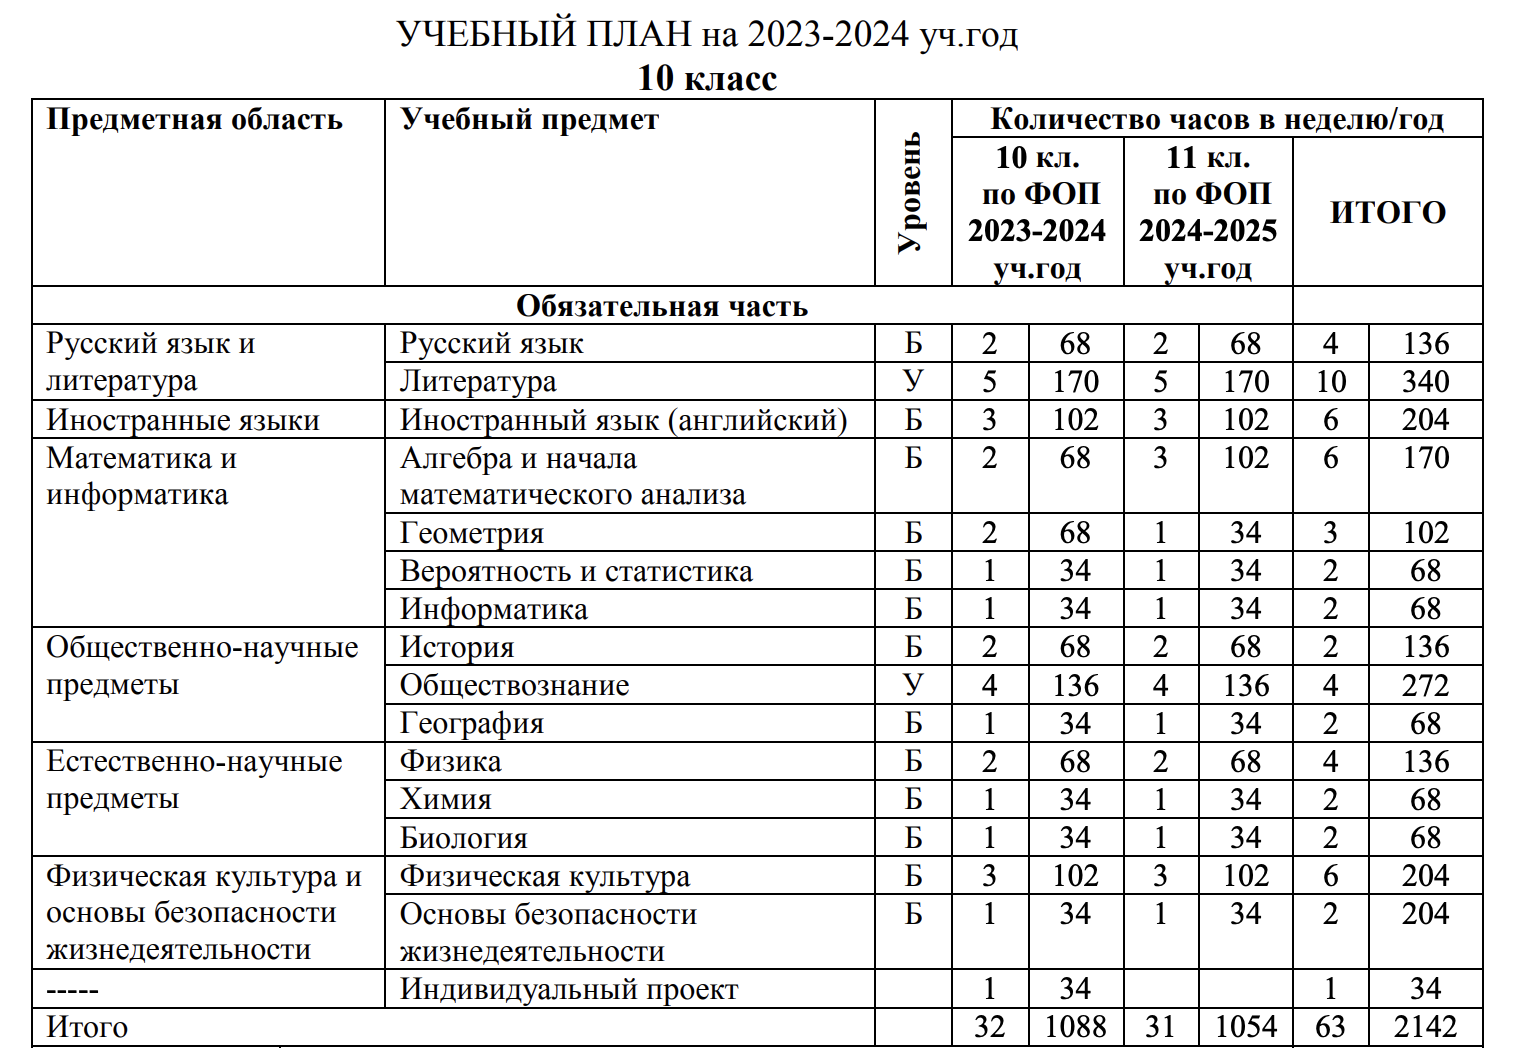 УЧЕБНЫЙ ПЛАН на 2023-2024 уч.год
10 класс
Предметная область Учебный предмет Уровень Количество часов в неделю/год
10 кл. по ФОП 2023-2024 уч.год 11 кл. по ФОП 2024-2025 уч.год ИТОГО
Обязательная часть
Русский язык и литература Русский язык Б 2 68 2 68 4 136
Литература У 5 170 5 170 10 340
Иностранные языки Иностранный язык (английский) Б 3 102 3 102 6 204
Математика и информатика Алгебра и начала математического анализа Б 2 68 3 102 6 170
Геометрия Б 2 68 1 34 3 102
Вероятность и статистика Б 1 34 1 34 2 68
Информатика Б 1 34 1 34 2 68
Общественно-научные предметы История Б 2 68 2 68 2 136
Обществознание У 4 136 4 136 4 272
География Б 1 34 1 34 2 68
Естественно-научные предметы Физика Б 2 68 2 68 4 136
Химия Б 1 34 1 34 2 68
Биология Б 1 34 1 34 2 68
Физическая культура и основы безопасности жизнедеятельности Физическая культура Б 3 102 3 102 6 204
Основы безопасности жизнедеятельности Б 1 34 1 34 2 204
----- Индивидуальный проект 1 34 1 34
Итого 32 1088 31 1054 63 2142